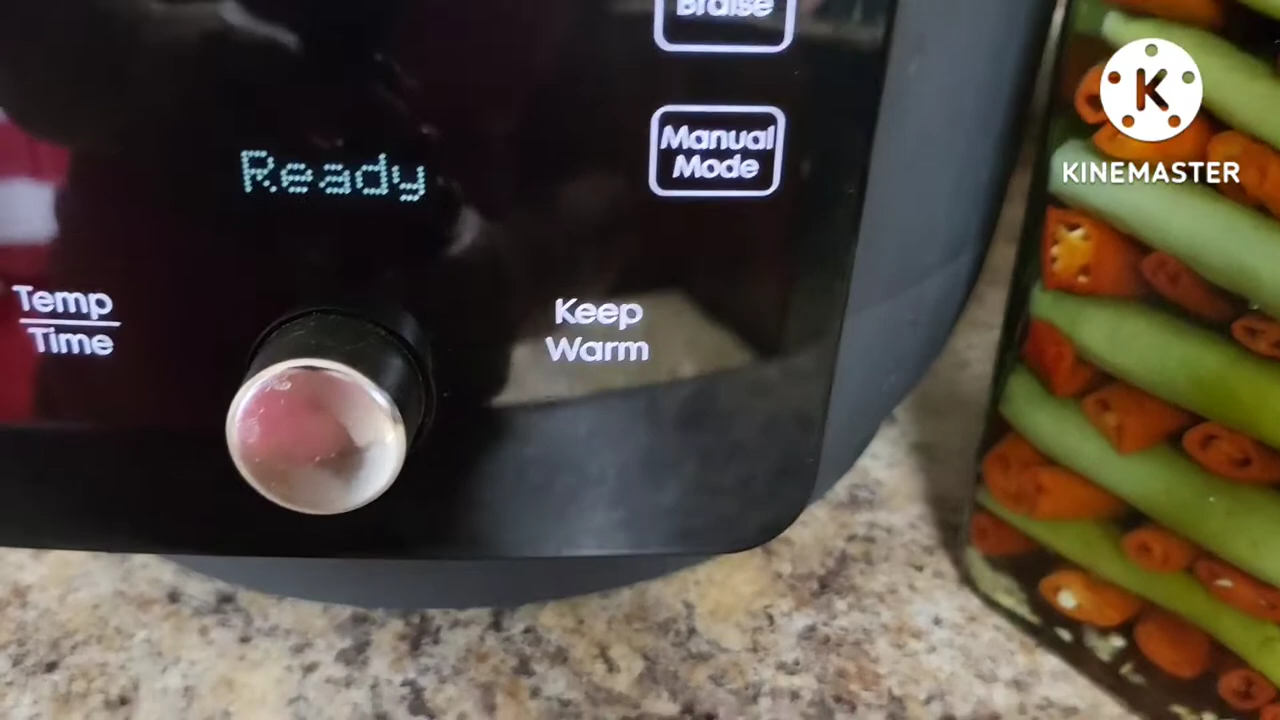 Braise
Manual
Mode
Ready
Temp
Time
Keep
Warm
K
KINEMASTER